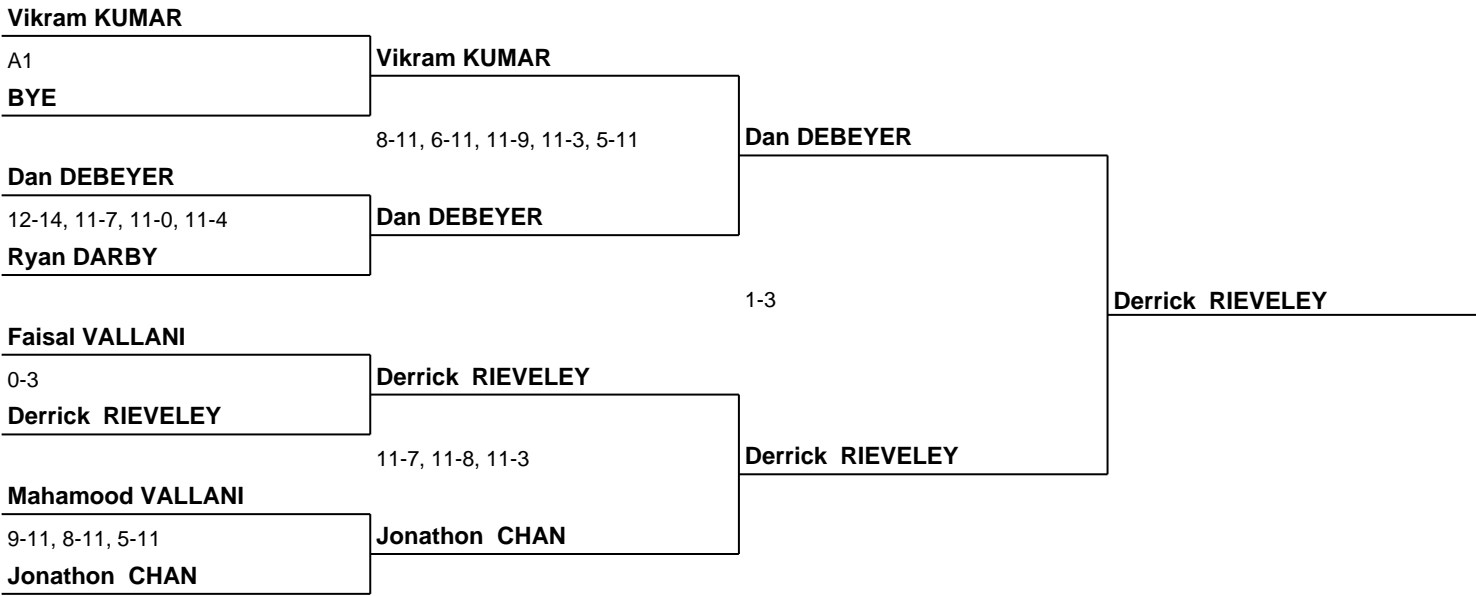 Vikram KUMAR
A1
BYE
Dan DEBEYER
12-14, 11-7, 11-0, 11-4
Ryan DARBY
Faisal VALLANI
0-3
Derrick  RIEVELEY
Mahamood VALLANI
9-11, 8-11, 5-11
Jonathon  CHAN
Vikram KUMAR
8-11, 6-11, 11-9, 11-3, 5-11
Dan DEBEYER
Derrick  RIEVELEY
11-7, 11-8, 11-3
Jonathon  CHAN
Dan DEBEYER
1-3
Derrick  RIEVELEY
Derrick  RIEVELEY